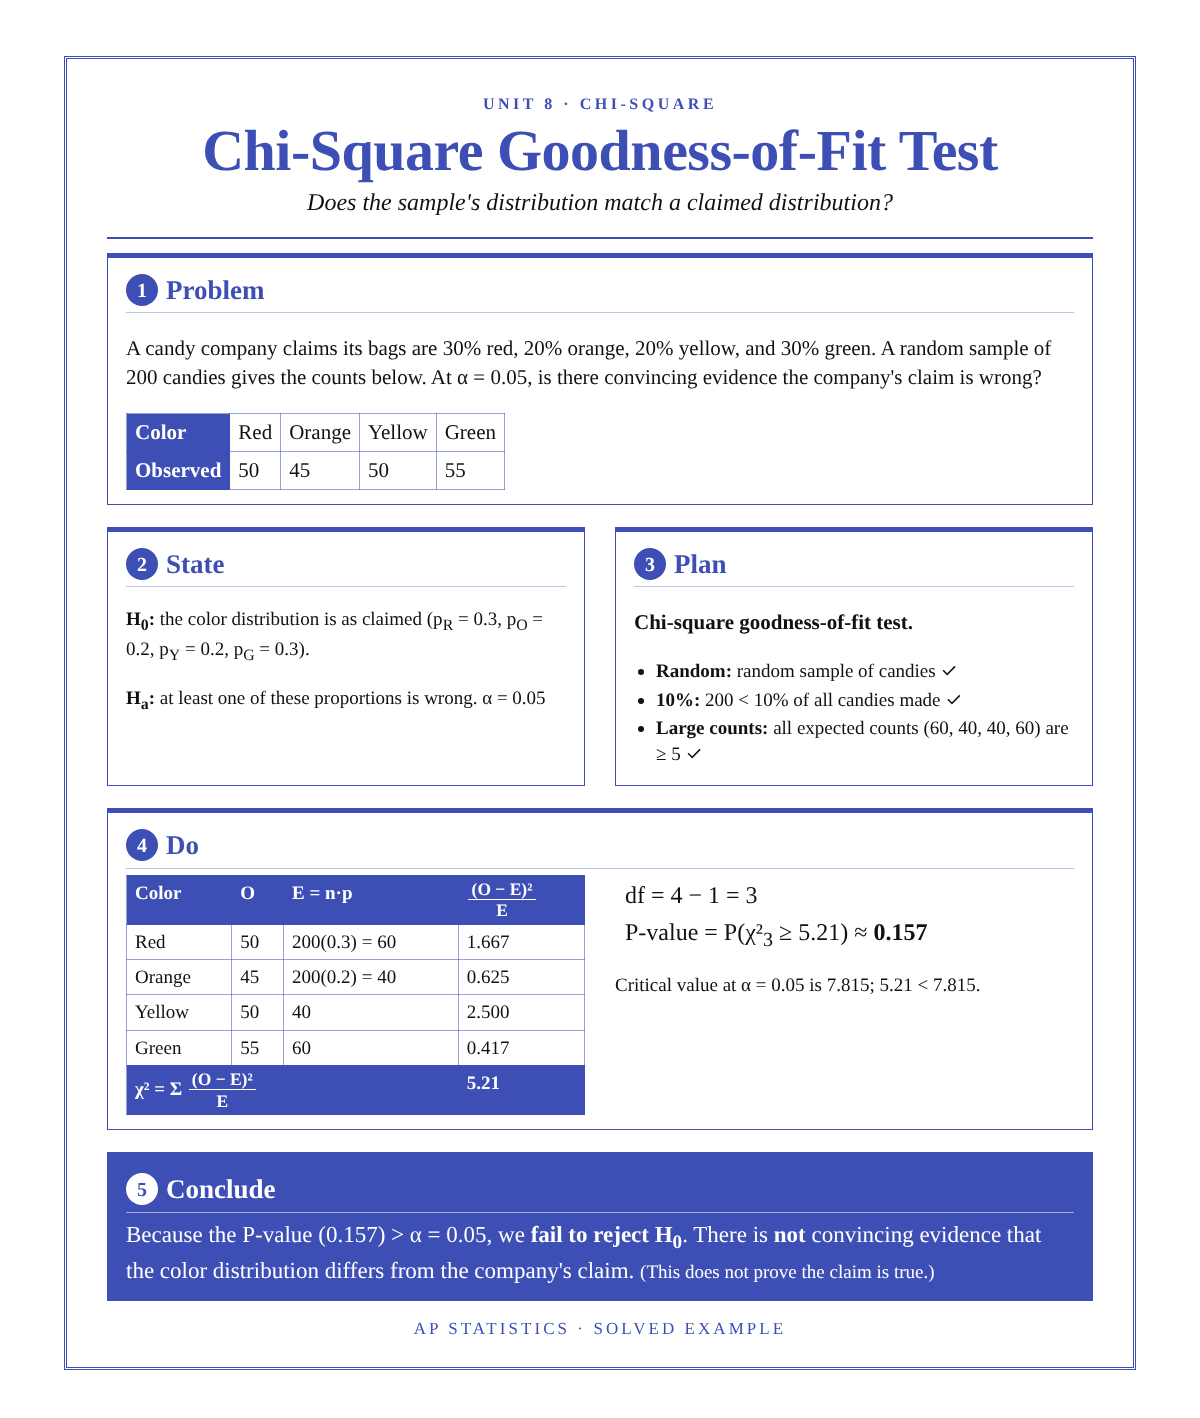 UNIT 8 · CHI-SQUARE
Chi-Square Goodness-of-Fit Test
Does the sample's distribution match a claimed distribution?
1 Problem
A candy company claims its bags are 30% red, 20% orange, 20% yellow, and 30% green. A random sample of
200 candies gives the counts below. At α = 0.05, is there convincing evidence the company's claim is wrong?
Color Red Orange Yellow Green
Observed 50 45 50 55
2 State
H₀: the color distribution is as claimed (p_R = 0.3, p_O =
0.2, p_Y = 0.2, p_G = 0.3).
Hₐ: at least one of these proportions is wrong. α = 0.05
3 Plan
Chi-square goodness-of-fit test.
• Random: random sample of candies ✓
• 10%: 200 < 10% of all candies made ✓
• Large counts: all expected counts (60, 40, 40, 60) are
≥ 5 ✓
4 Do
Color O E = n·p (O − E)²
E
Red 50 200(0.3) = 60 1.667
Orange 45 200(0.2) = 40 0.625
Yellow 50 40 2.500
Green 55 60 0.417
χ² = Σ (O − E)² 5.21
E
df = 4 − 1 = 3
P-value = P(χ²₃ ≥ 5.21) ≈ 0.157
Critical value at α = 0.05 is 7.815; 5.21 < 7.815.
5 Conclude
Because the P-value (0.157) > α = 0.05, we fail to reject H₀. There is not convincing evidence that
the color distribution differs from the company's claim. (This does not prove the claim is true.)
AP STATISTICS · SOLVED EXAMPLE